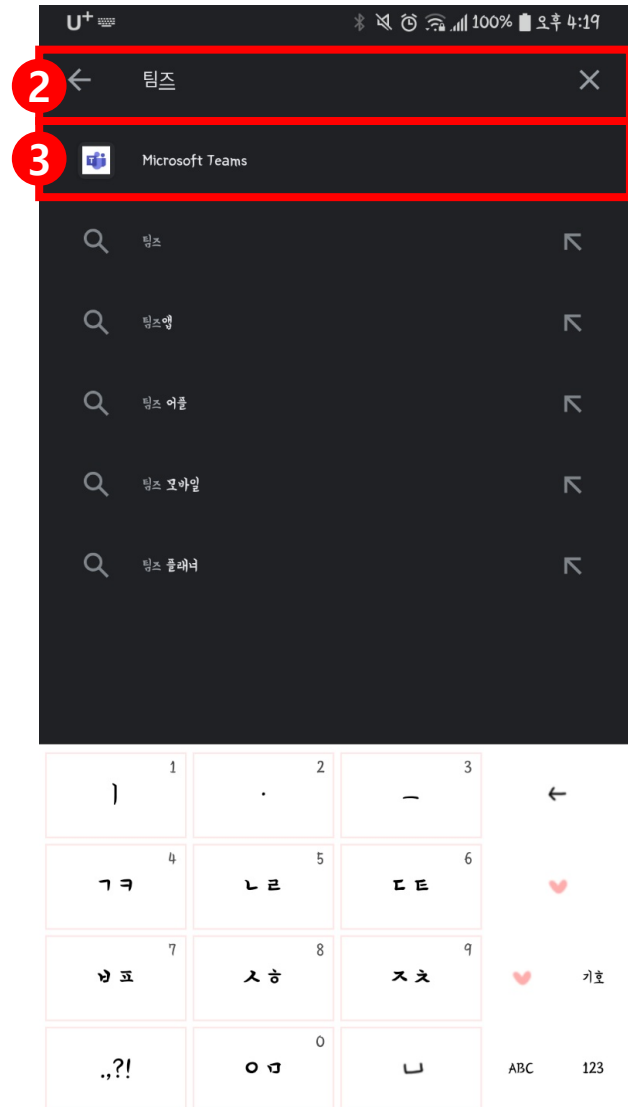 U+ 100% 오후 4:19
2 팀즈
3 Microsoft Teams
팀즈
팀즈앱
팀즈 어플
팀즈 모바일
팀즈 플래너
1 2 3
ㅣ · ㅡ
4 5 6
ㄱㅋ ㄴㄹ ㄷㅌ
7 8 9
ㅂㅍ ㅅㅎ ㅈㅊ 기호
0
.,?! ㅇㅁ ㅛ ABC 123